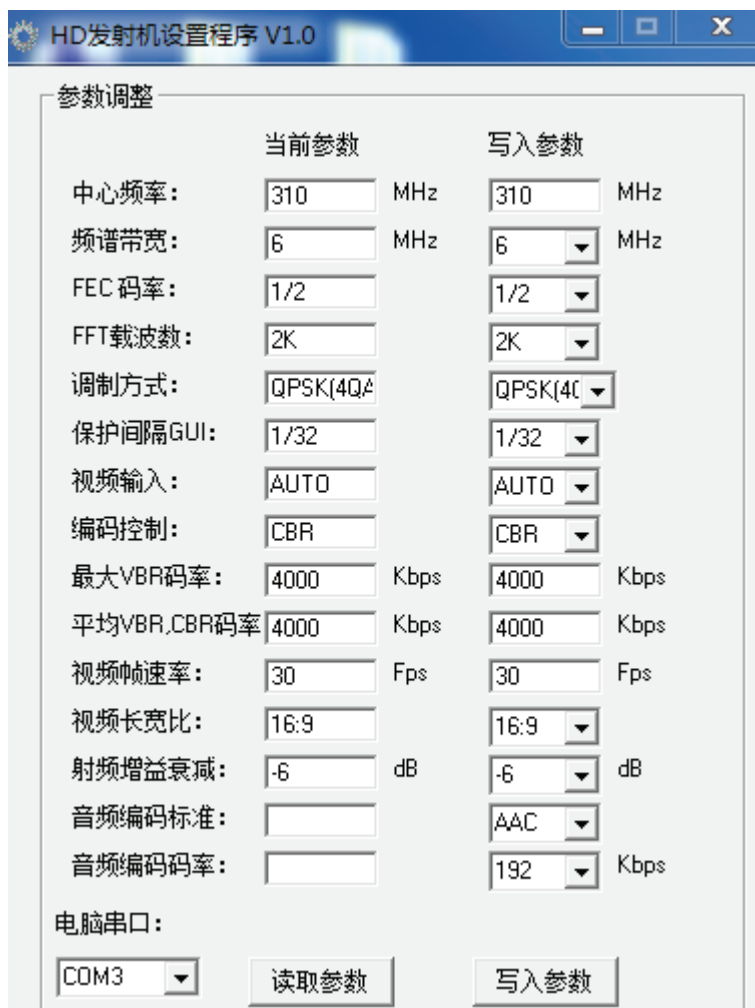 HD发射机设置程序 V1.0
参数调整
当前参数 写入参数
中心频率: 310 MHz 310 MHz
频谱带宽: 6 MHz 6 MHz
FEC码率: 1/2 1/2
FFT载波数: 2K 2K
调制方式: QPSK(4QA QPSK(4(
保护间隔GUI: 1/32 1/32
视频输入: AUTO AUTO
编码控制: CBR CBR
最大VBR码率: 4000 Kbps 4000 Kbps
平均VBR,CBR码率 4000 Kbps 4000 Kbps
视频帧速率: 30 Fps 30 Fps
视频长宽比: 16:9 16:9
射频增益衰减: -6 dB -6 dB
音频编码标准: AAC
音频编码码率: 192 Kbps
电脑串口:
COM3 读取参数 写入参数